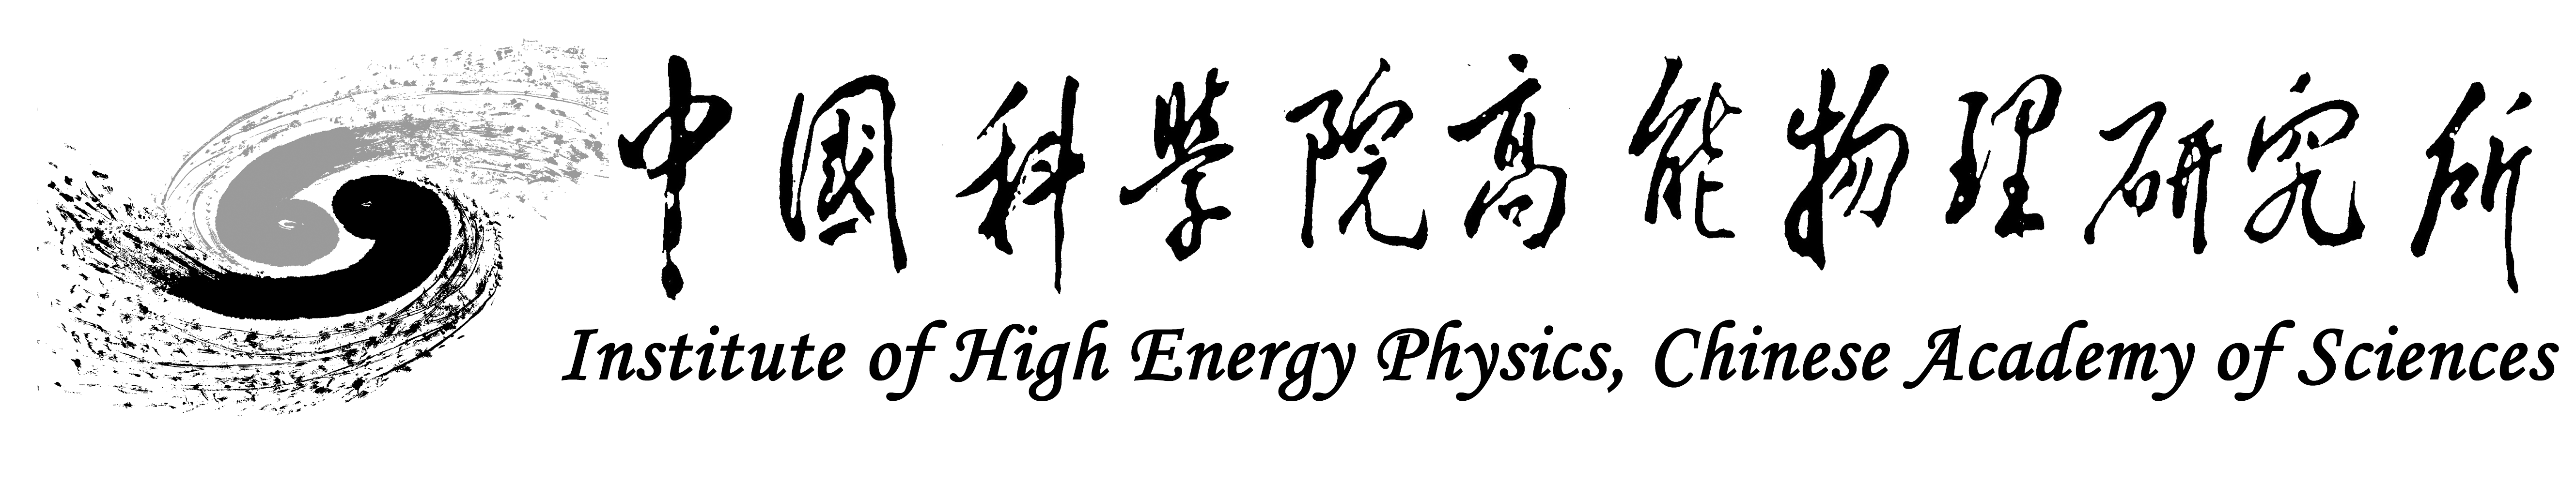 中國科學院高能物理研究所
Institute of High Energy Physics, Chinese Academy of Sciences